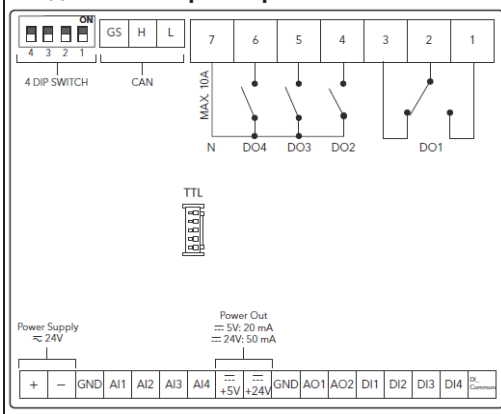 ON
GS H L 7 6 5 4 3 2 1
4 3 2 1
4 DIP SWITCH CAN
MAX. 10A
N DO4 DO3 DO2 DO1
TTL
Power Out
5V: 20 mA
24V: 50 mA
Power Supply
24V
+ − GND AI1 AI2 AI3 AI4 +5V +24V GND AO1 AO2 DI1 DI2 DI3 DI4 DI_ Common